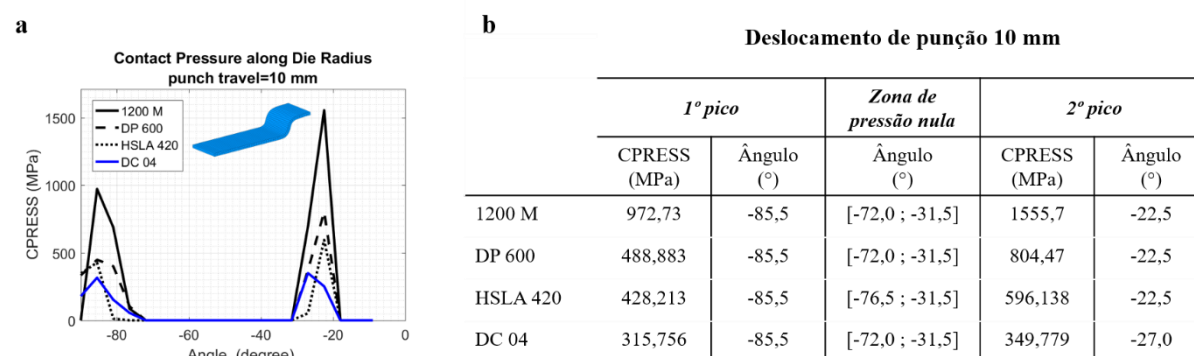 a
Contact Pressure along Die Radius
punch travel=10 mm
CPRESS (MPa)
1500
1000
500
0
1200 M
DP 600
HSLA 420
DC 04
-80
-60
-40
-20
0
Angle (degree)
b
Deslocamento de punção 10 mm
1º pico
Zona de
pressão nula
2º pico
CPRESS
(MPa)
Ângulo
(°)
Ângulo
(°)
CPRESS
(MPa)
Ângulo
(°)
1200 M 972,73 -85,5 [-72,0 ; -31,5] 1555,7 -22,5
DP 600 488,883 -85,5 [-72,0 ; -31,5] 804,47 -22,5
HSLA 420 428,213 -85,5 [-76,5 ; -31,5] 596,138 -22,5
DC 04 315,756 -85,5 [-72,0 ; -31,5] 349,779 -27,0